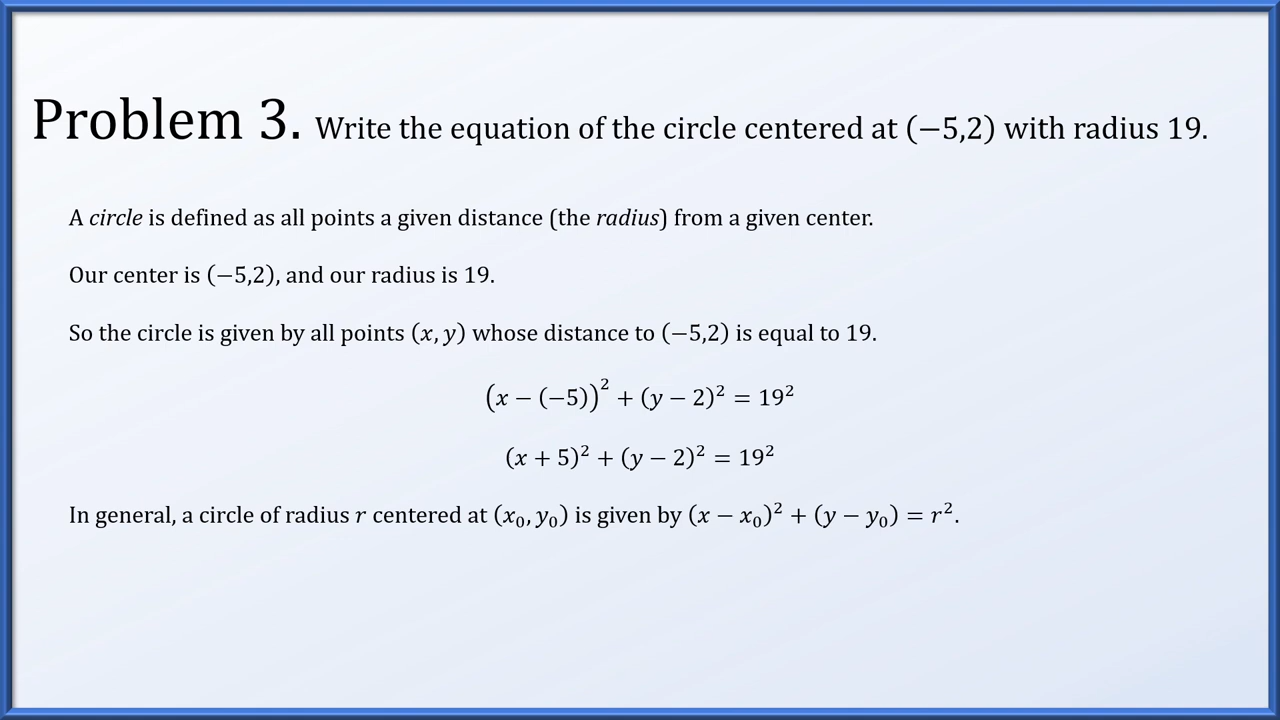 Problem 3. Write the equation of the circle centered at (−5,2) with radius 19.
A circle is defined as all points a given distance (the radius) from a given center.
Our center is (−5,2), and our radius is 19.
So the circle is given by all points (x, y) whose distance to (−5,2) is equal to 19.
(x − (−5))² + (y − 2)² = 19²
(x + 5)² + (y − 2)² = 19²
In general, a circle of radius r centered at (x₀, y₀) is given by (x − x₀)² + (y − y₀) = r².